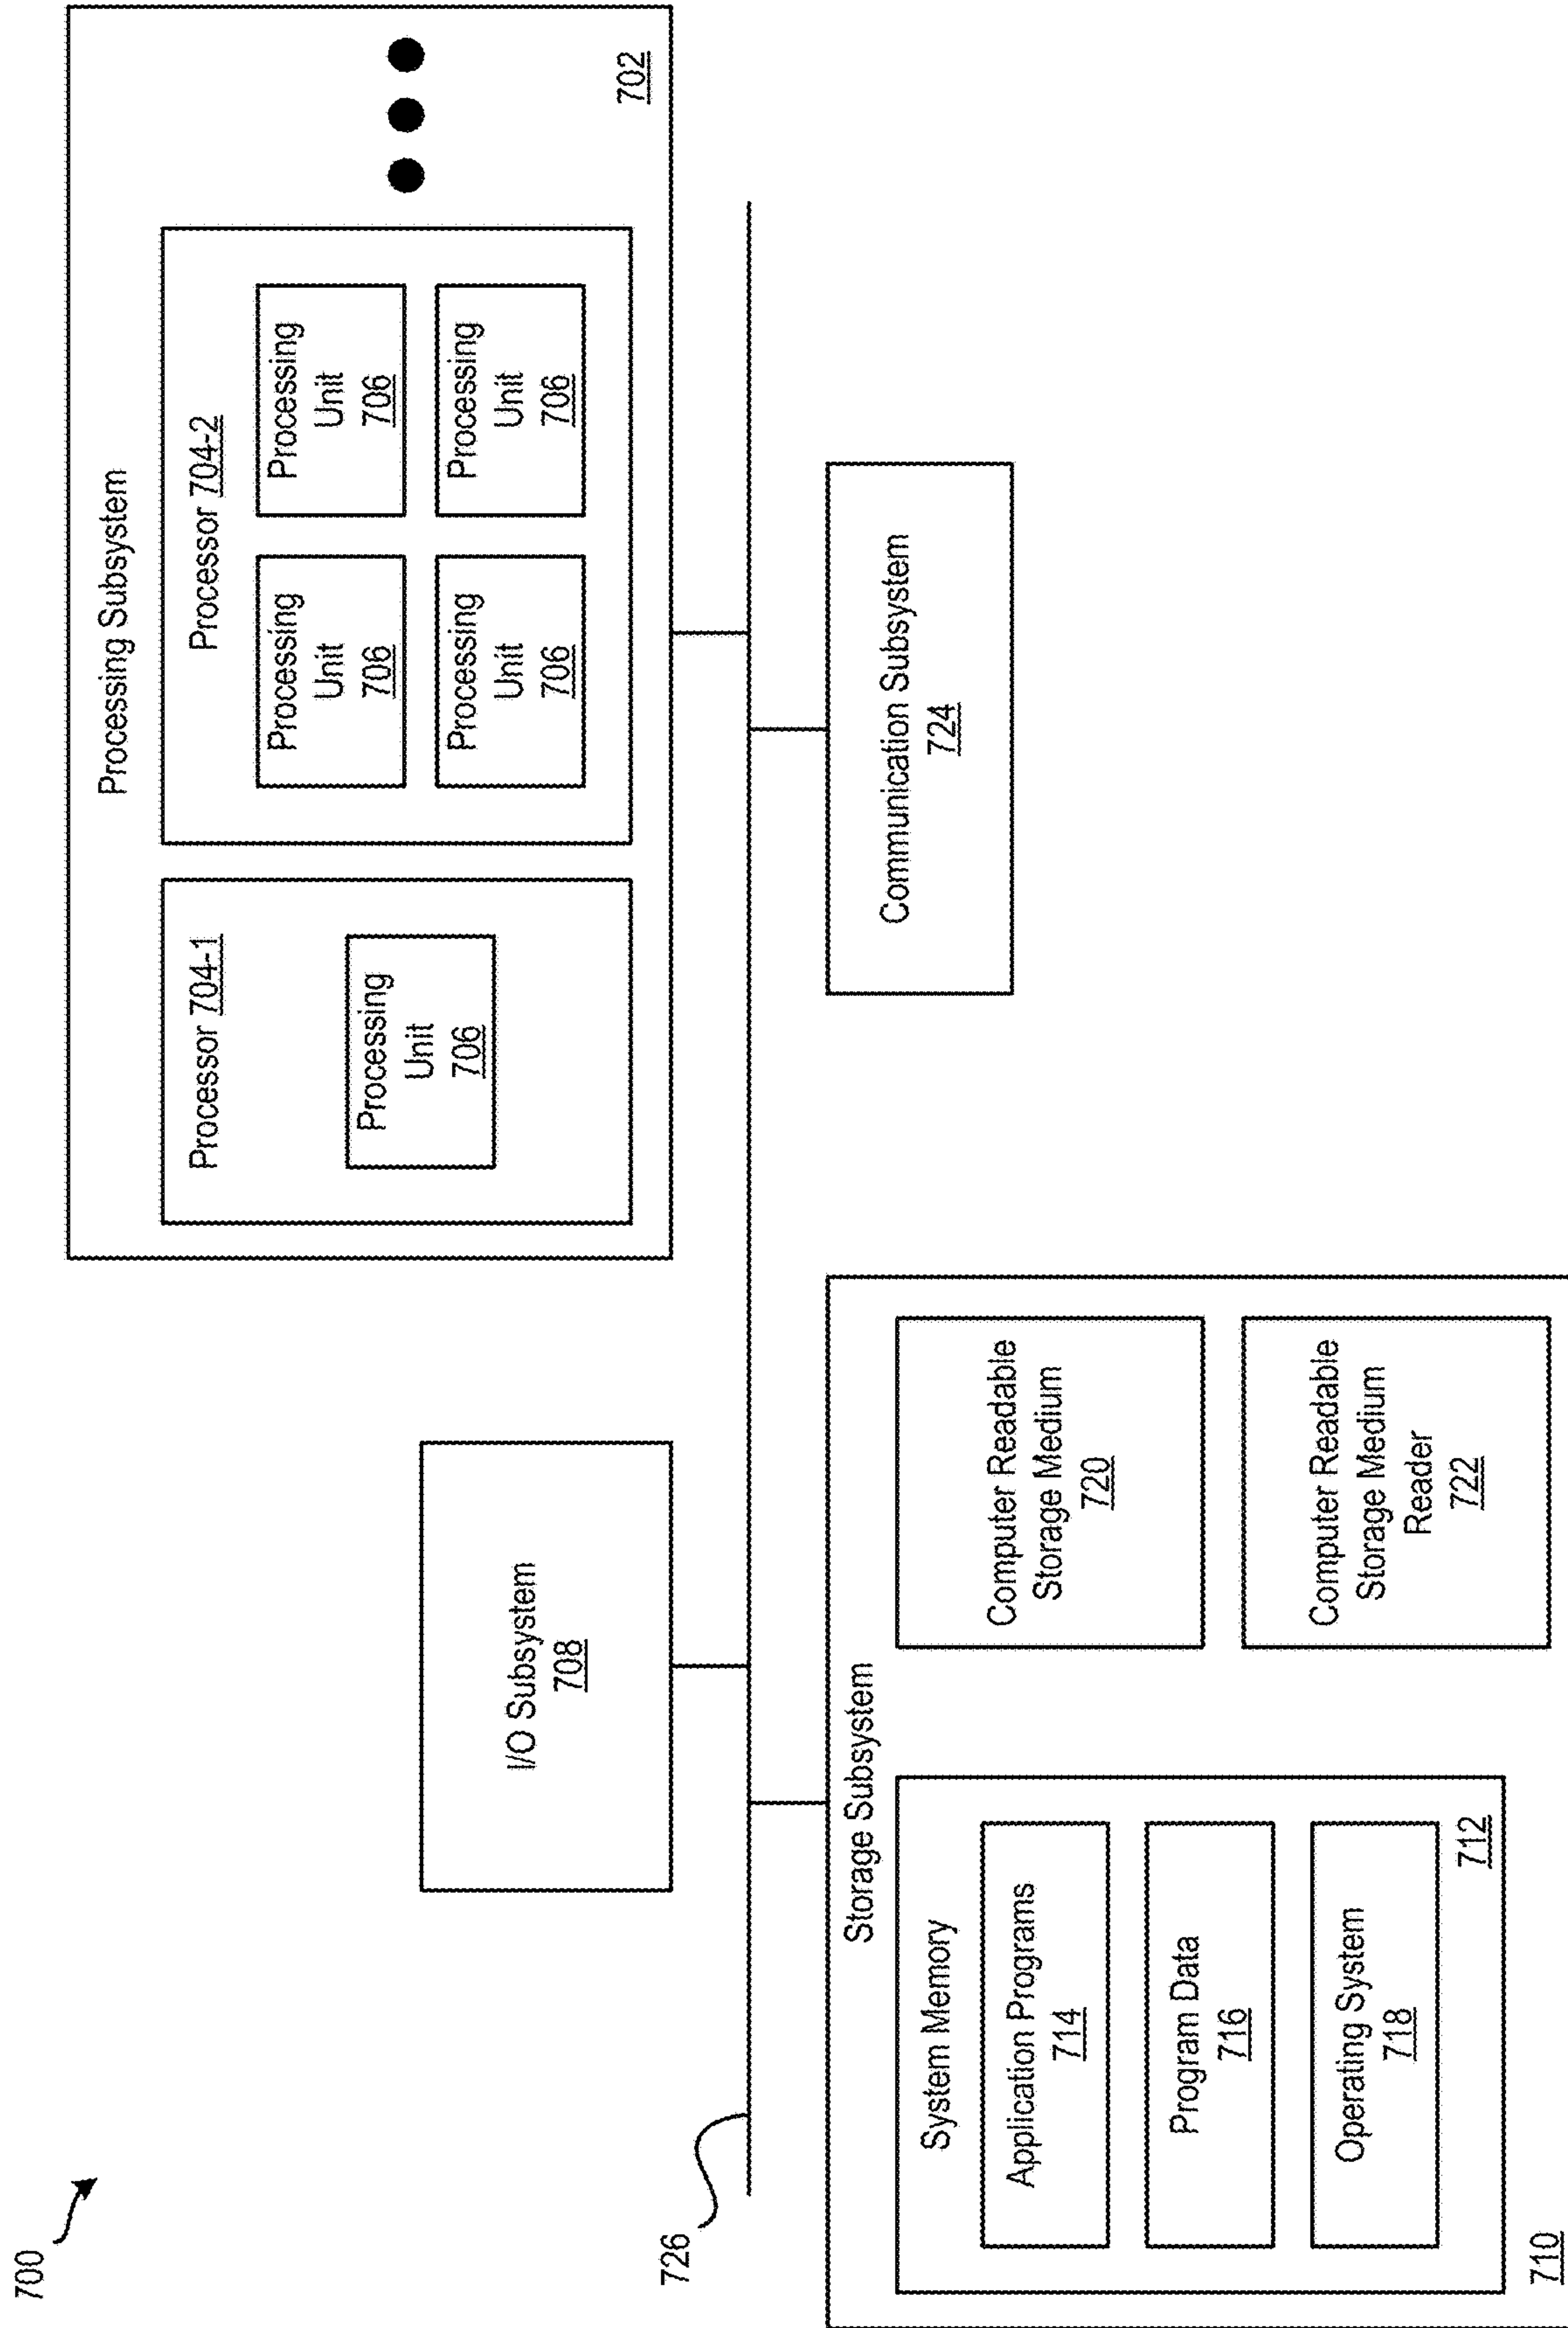 700
Processing Subsystem
Processor 704-1
Processing
Unit
706
Processor 704-2
Processing
Unit
706
Processing
Unit
706
Processing
Unit
706
Processing
Unit
706
702
I/O Subsystem
708
726
Storage Subsystem
System Memory
Application Programs
714
Program Data
716
Operating System
718
712
Computer Readable
Storage Medium
720
Computer Readable
Storage Medium
Reader
722
710
Communication Subsystem
724